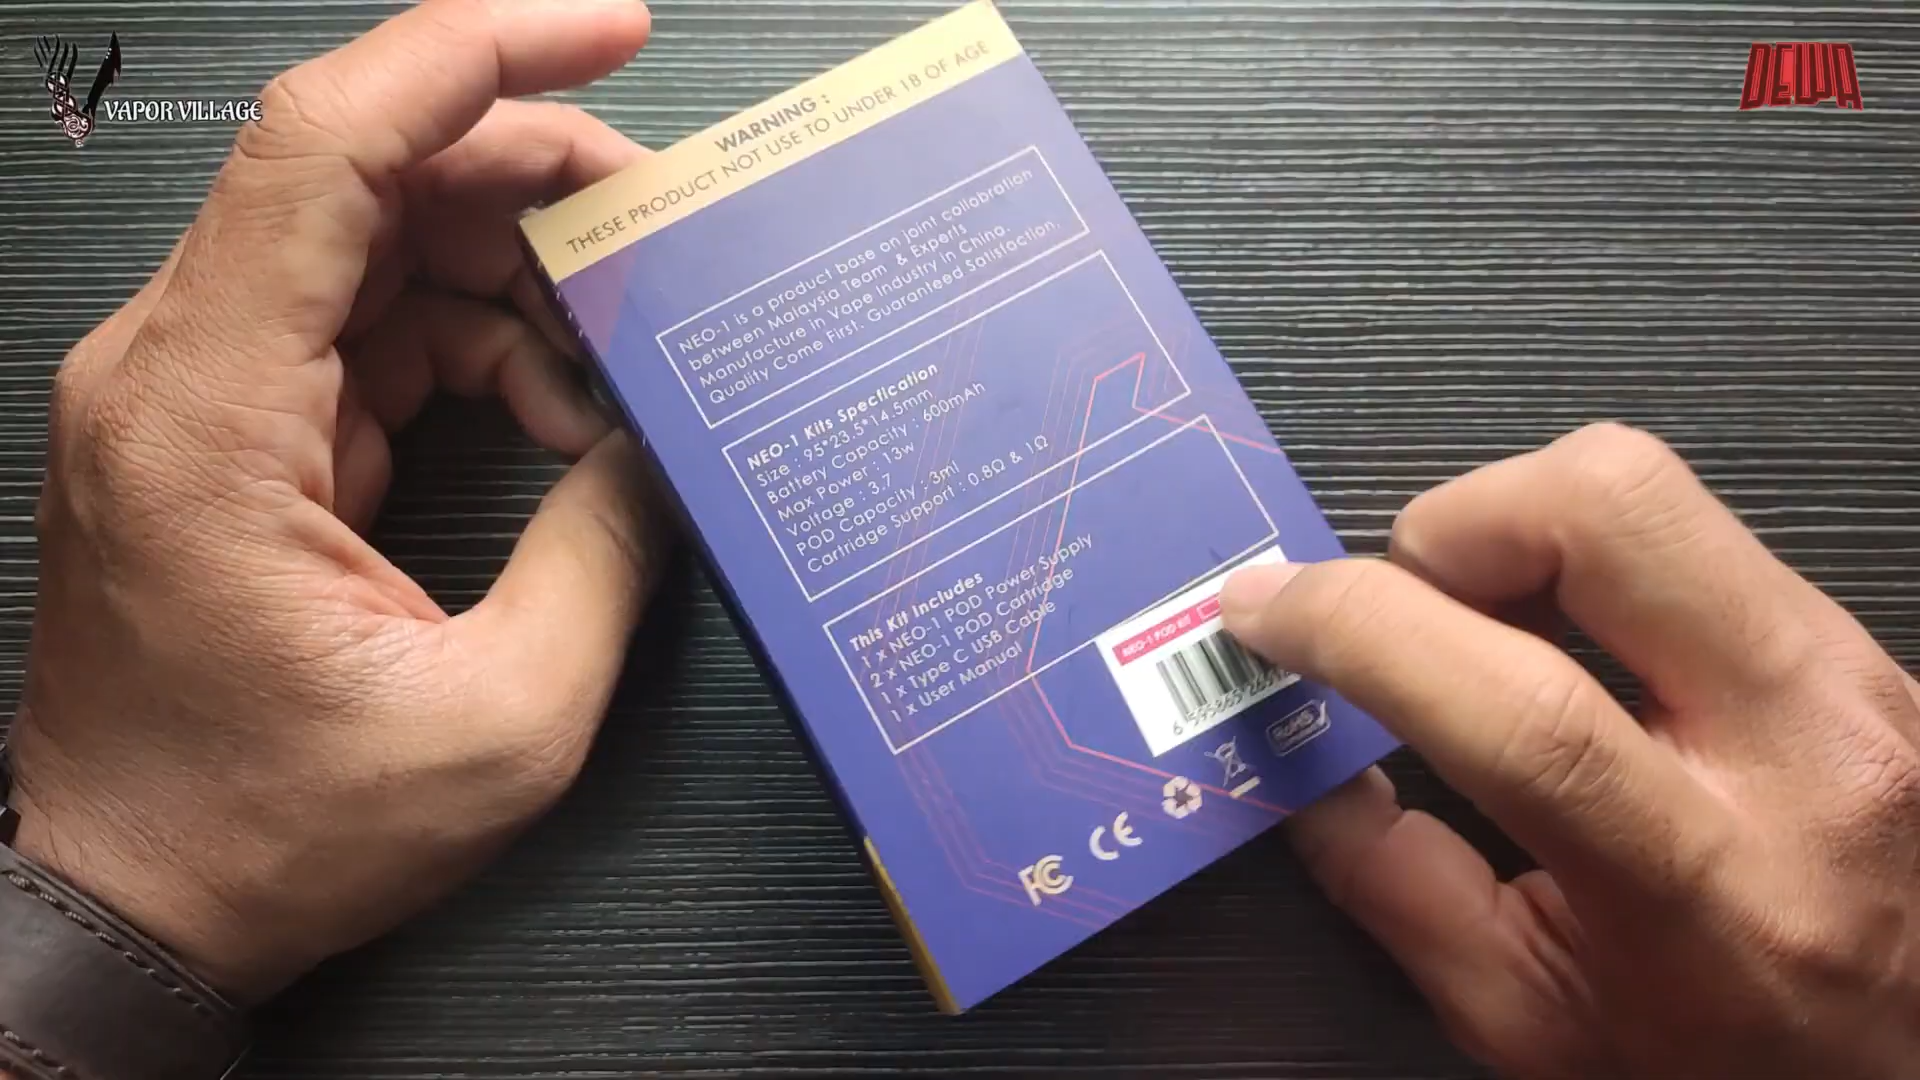 VAPOR VILLAGE
DEWA
WARNING :
THESE PRODUCT NOT USE TO UNDER 18 OF AGE
NEO-1 is a product base on joint collobration
between Malaysia Team & Experts
Manufacture in Vape Industry in China.
Quality Come First. Guaranteed Satisfaction.
NEO-1 Kits Specfication
Size : 95*23.5*14.5mm
Battery Capacity : 600mAh
Max Power : 13w
Voltage : 3.7
POD Capacity : 3ml
Cartridge Support : 0.8Ω & 1Ω
This Kit Includes
1 x NEO-1 POD Power Supply
2 x NEO-1 POD Cartridge
1 x Type C USB Cable
1 x User Manual
NEO-1 POD KIT
RoHS
FC CE